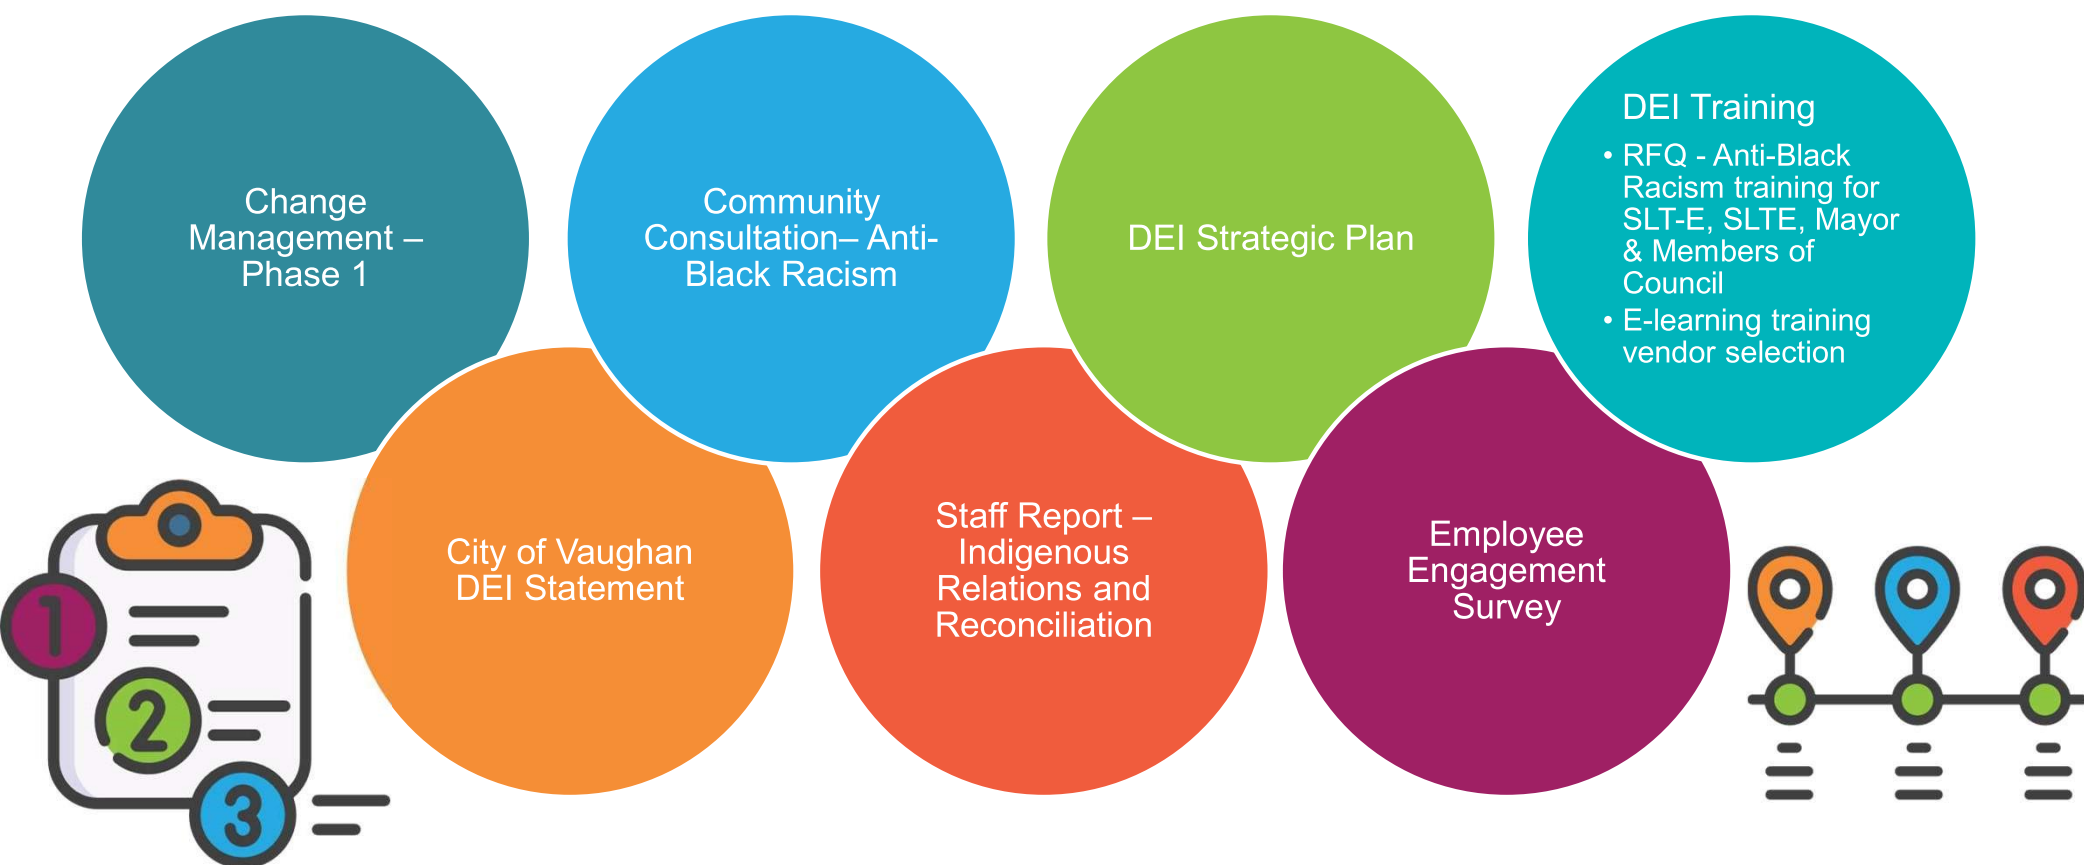 Change
Management –
Phase 1
City of Vaughan
DEI Statement
Community
Consultation– Anti-
Black Racism
Staff Report –
Indigenous
Relations and
Reconciliation
DEI Strategic Plan
Employee
Engagement
Survey
DEI Training
• RFQ - Anti-Black
Racism training for
SLT-E, SLTE, Mayor
& Members of
Council
• E-learning training
vendor selection
1
2
3